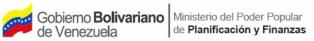 Gobierno Bolivariano
de Venezuela
Ministerio del Poder Popular
de Planificación y Finanzas